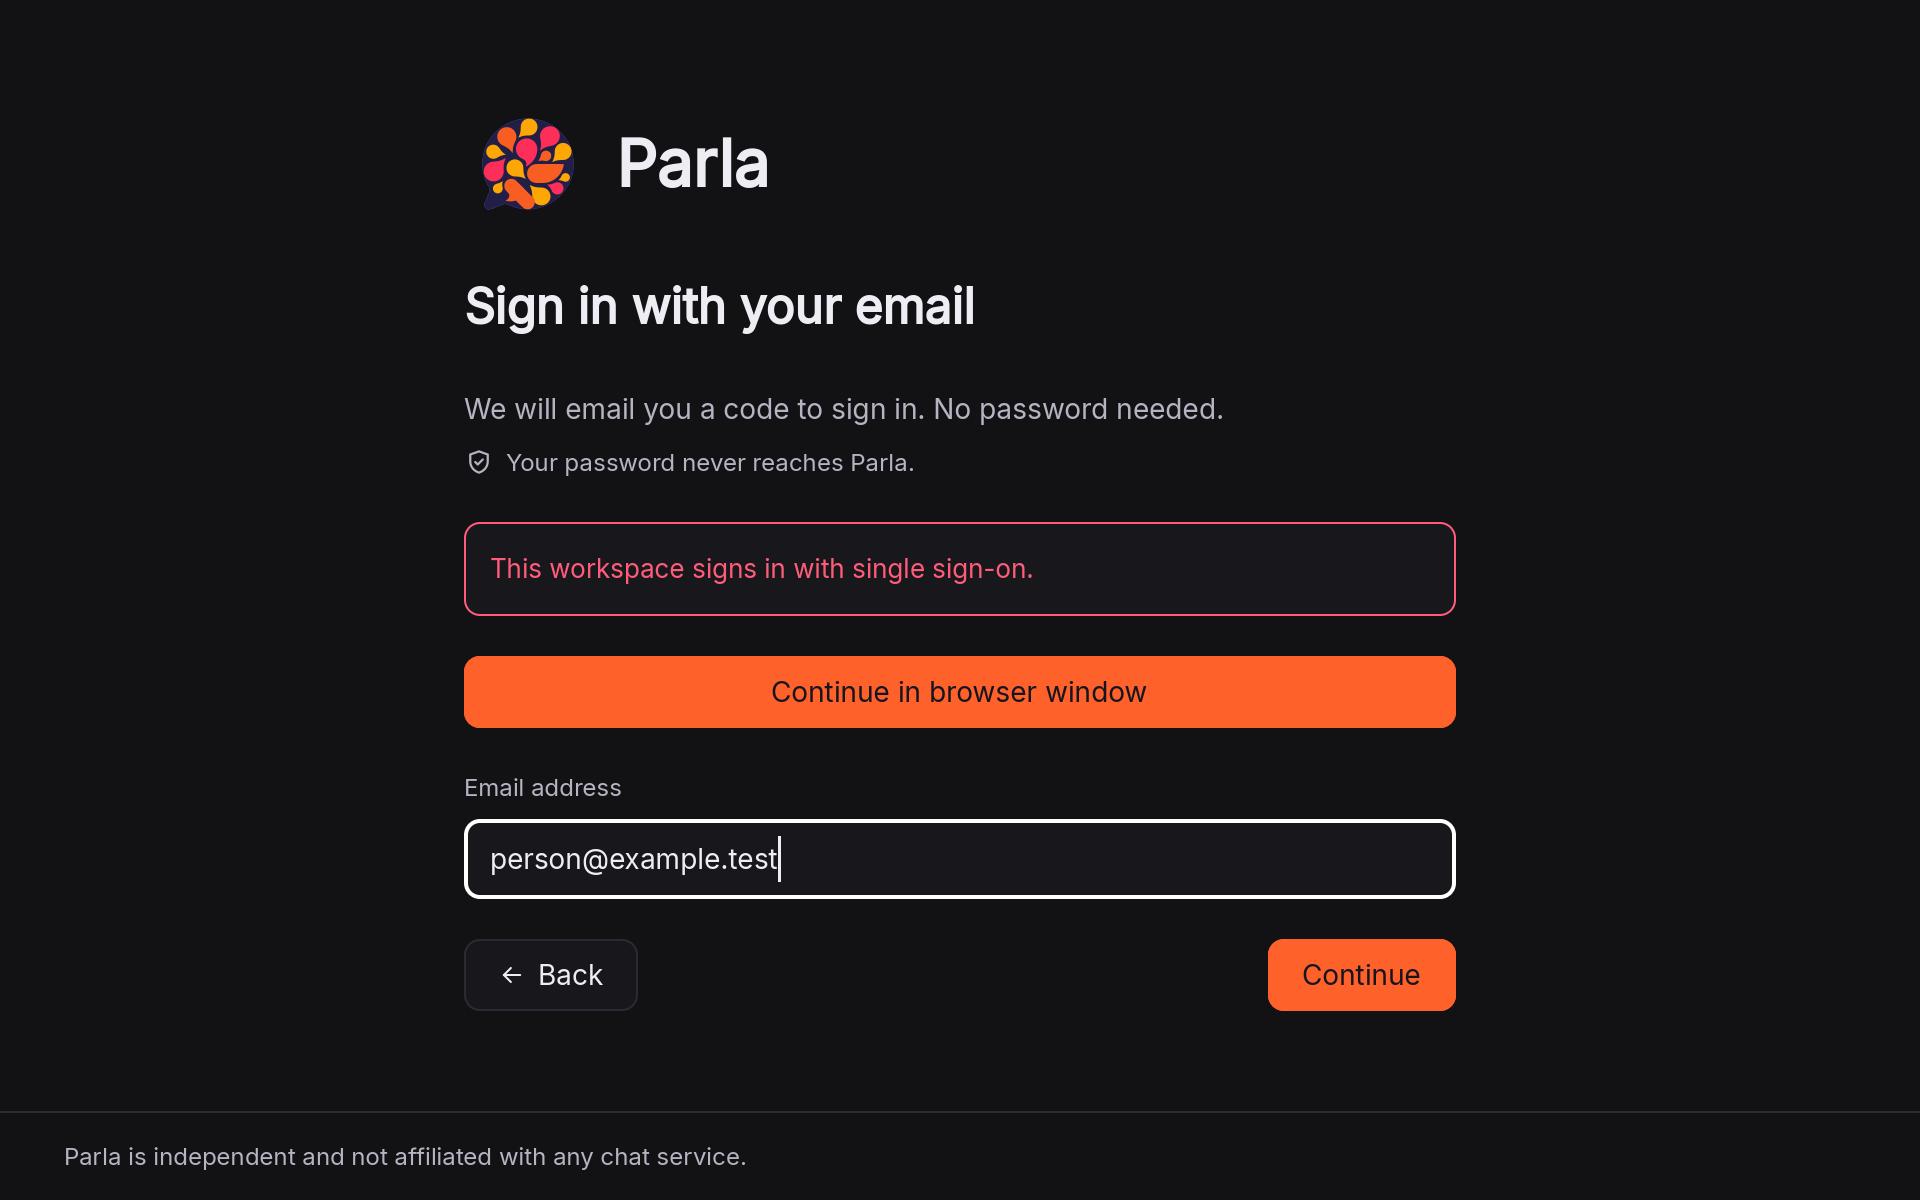 Parla
Sign in with your email
We will email you a code to sign in. No password needed.
Your password never reaches Parla.
This workspace signs in with single sign-on.
Continue in browser window
Email address
person@example.test
← Back
Continue
Parla is independent and not affiliated with any chat service.